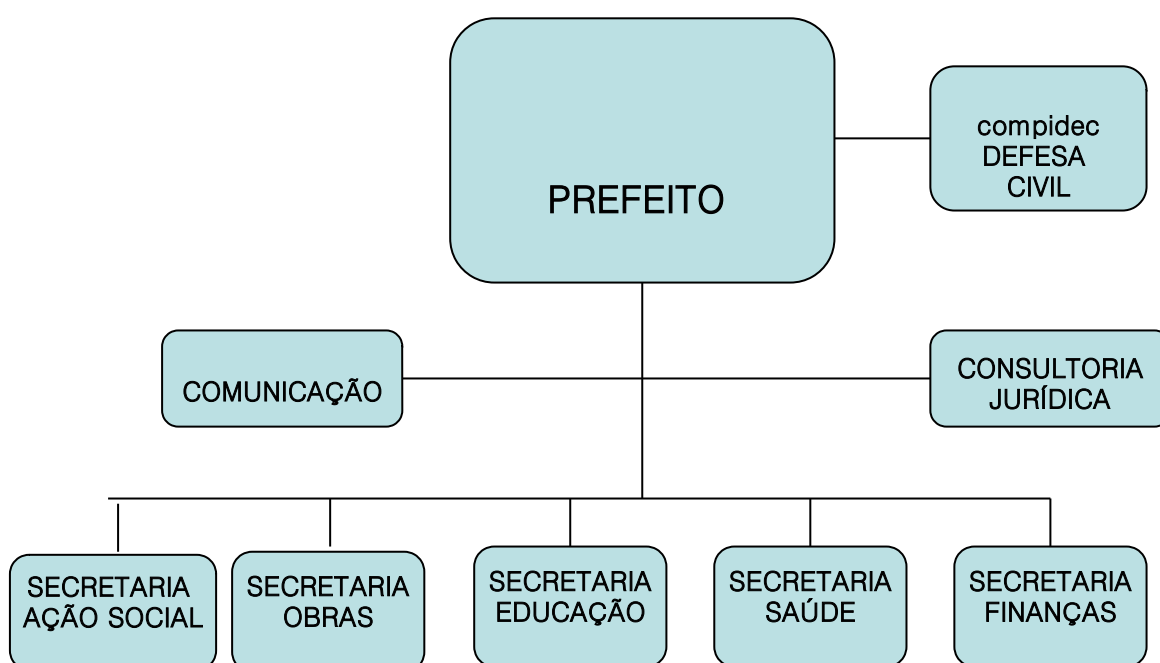 PREFEITO
compidec
DEFESA
CIVIL
COMUNICAÇÃO
CONSULTORIA
JURÍDICA
SECRETARIA
AÇÃO SOCIAL
SECRETARIA
OBRAS
SECRETARIA
EDUCAÇÃO
SECRETARIA
SAÚDE
SECRETARIA
FINANÇAS